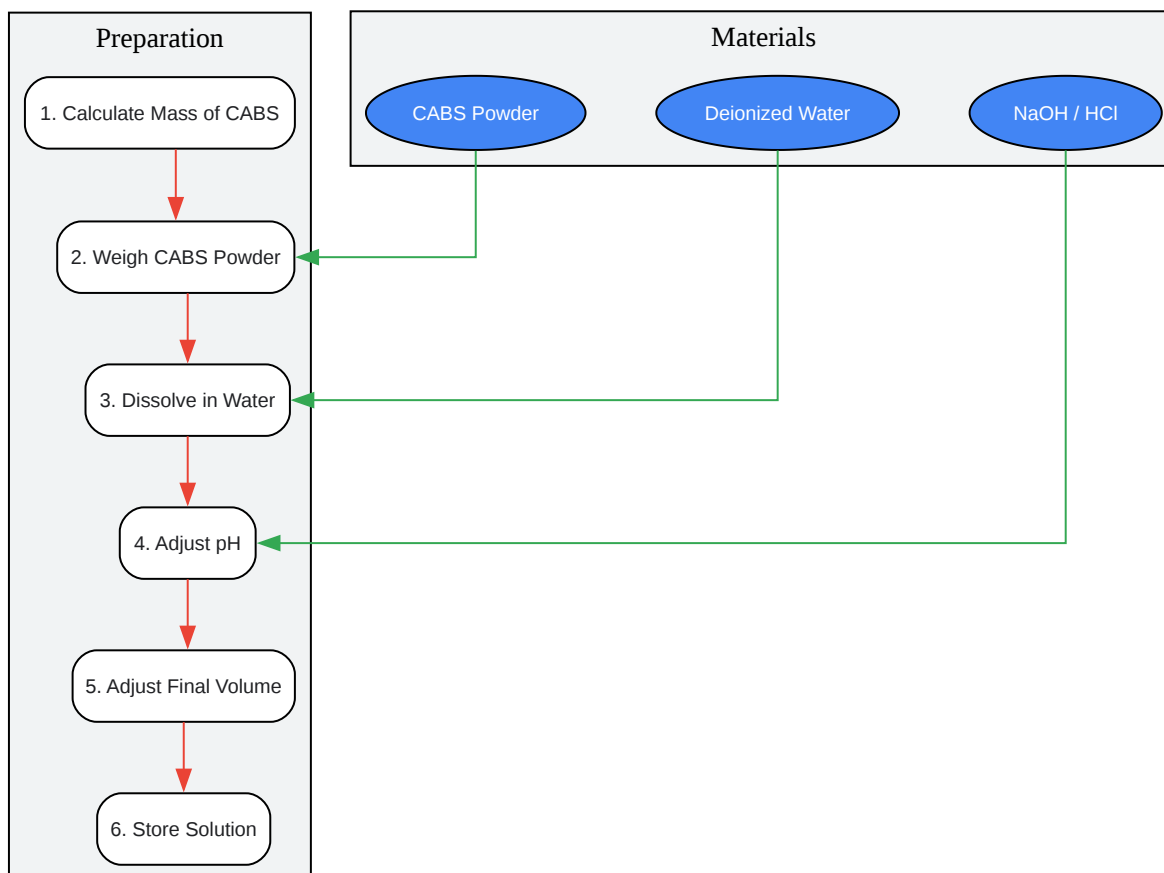 Preparation
1. Calculate Mass of CABS
2. Weigh CABS Powder
3. Dissolve in Water
4. Adjust pH
5. Adjust Final Volume
6. Store Solution
Materials
CABS Powder
Deionized Water
NaOH / HCl